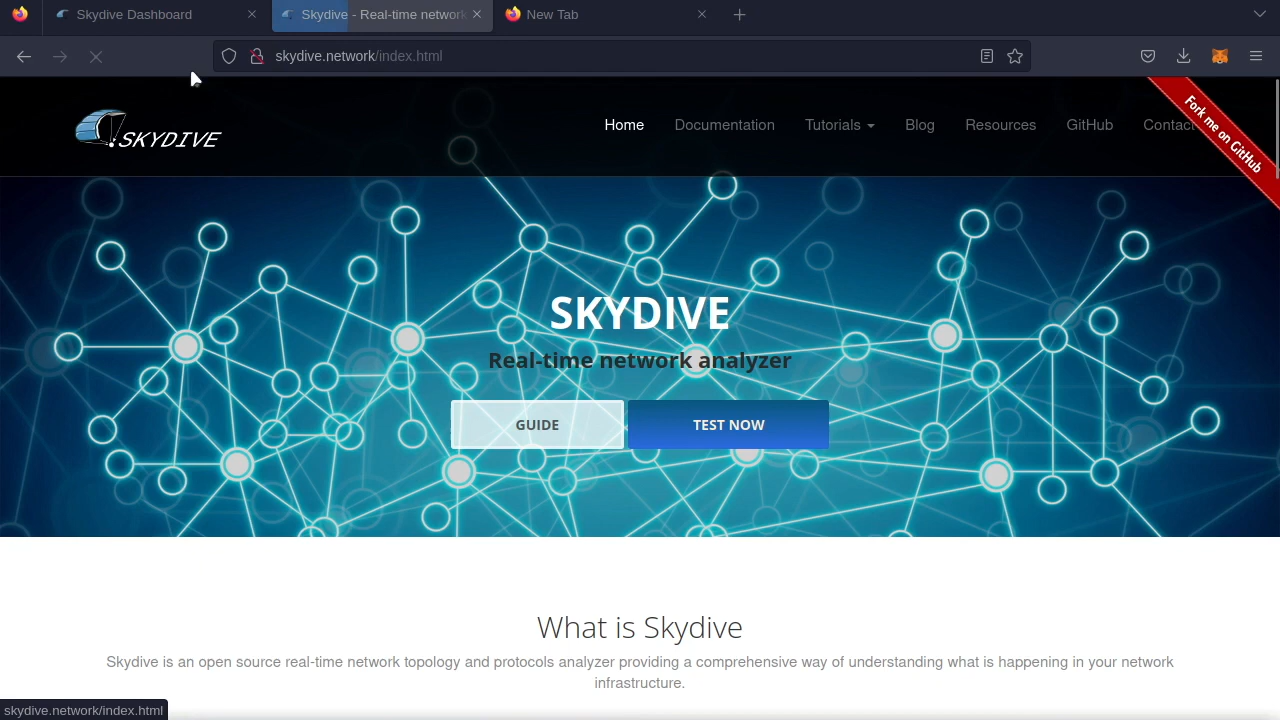 Skydive Dashboard
Skydive - Real-time network
New Tab
skydive.network/index.html
SKYDIVE
Home
Documentation
Tutorials
Blog
Resources
GitHub
Contact
Fork me on GitHub
SKYDIVE
Real-time network analyzer
GUIDE
TEST NOW
What is Skydive
Skydive is an open source real-time network topology and protocols analyzer providing a comprehensive way of understanding what is happening in your network
infrastructure.
skydive.network/index.html